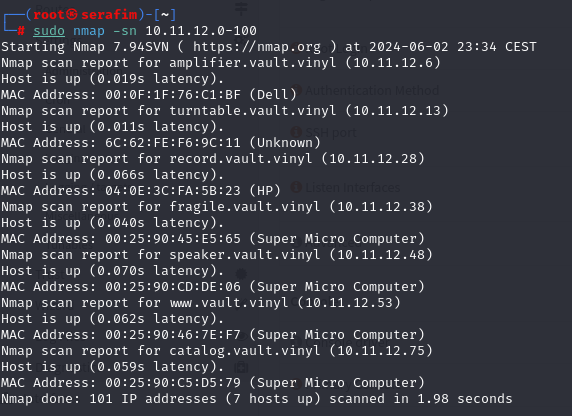 ┌──(root㉿serafim)-[~]
└─# sudo nmap -sn 10.11.12.0-100
Starting Nmap 7.94SVN ( https://nmap.org ) at 2024-06-02 23:34 CEST
Nmap scan report for amplifier.vault.vinyl (10.11.12.6)
Host is up (0.019s latency).
MAC Address: 00:0F:1F:76:C1:BF (Dell)
Nmap scan report for turntable.vault.vinyl (10.11.12.13)
Host is up (0.011s latency).
MAC Address: 6C:62:FE:F6:9C:11 (Unknown)
Nmap scan report for record.vault.vinyl (10.11.12.28)
Host is up (0.066s latency).
MAC Address: 04:0E:3C:FA:5B:23 (HP)
Nmap scan report for fragile.vault.vinyl (10.11.12.38)
Host is up (0.040s latency).
MAC Address: 00:25:90:45:E5:65 (Super Micro Computer)
Nmap scan report for speaker.vault.vinyl (10.11.12.48)
Host is up (0.070s latency).
MAC Address: 00:25:90:CD:DE:06 (Super Micro Computer)
Nmap scan report for www.vault.vinyl (10.11.12.53)
Host is up (0.062s latency).
MAC Address: 00:25:90:46:7E:F7 (Super Micro Computer)
Nmap scan report for catalog.vault.vinyl (10.11.12.75)
Host is up (0.059s latency).
MAC Address: 00:25:90:C5:D5:79 (Super Micro Computer)
Nmap done: 101 IP addresses (7 hosts up) scanned in 1.98 seconds
Authentication Method
SSH port
Listen interfaces